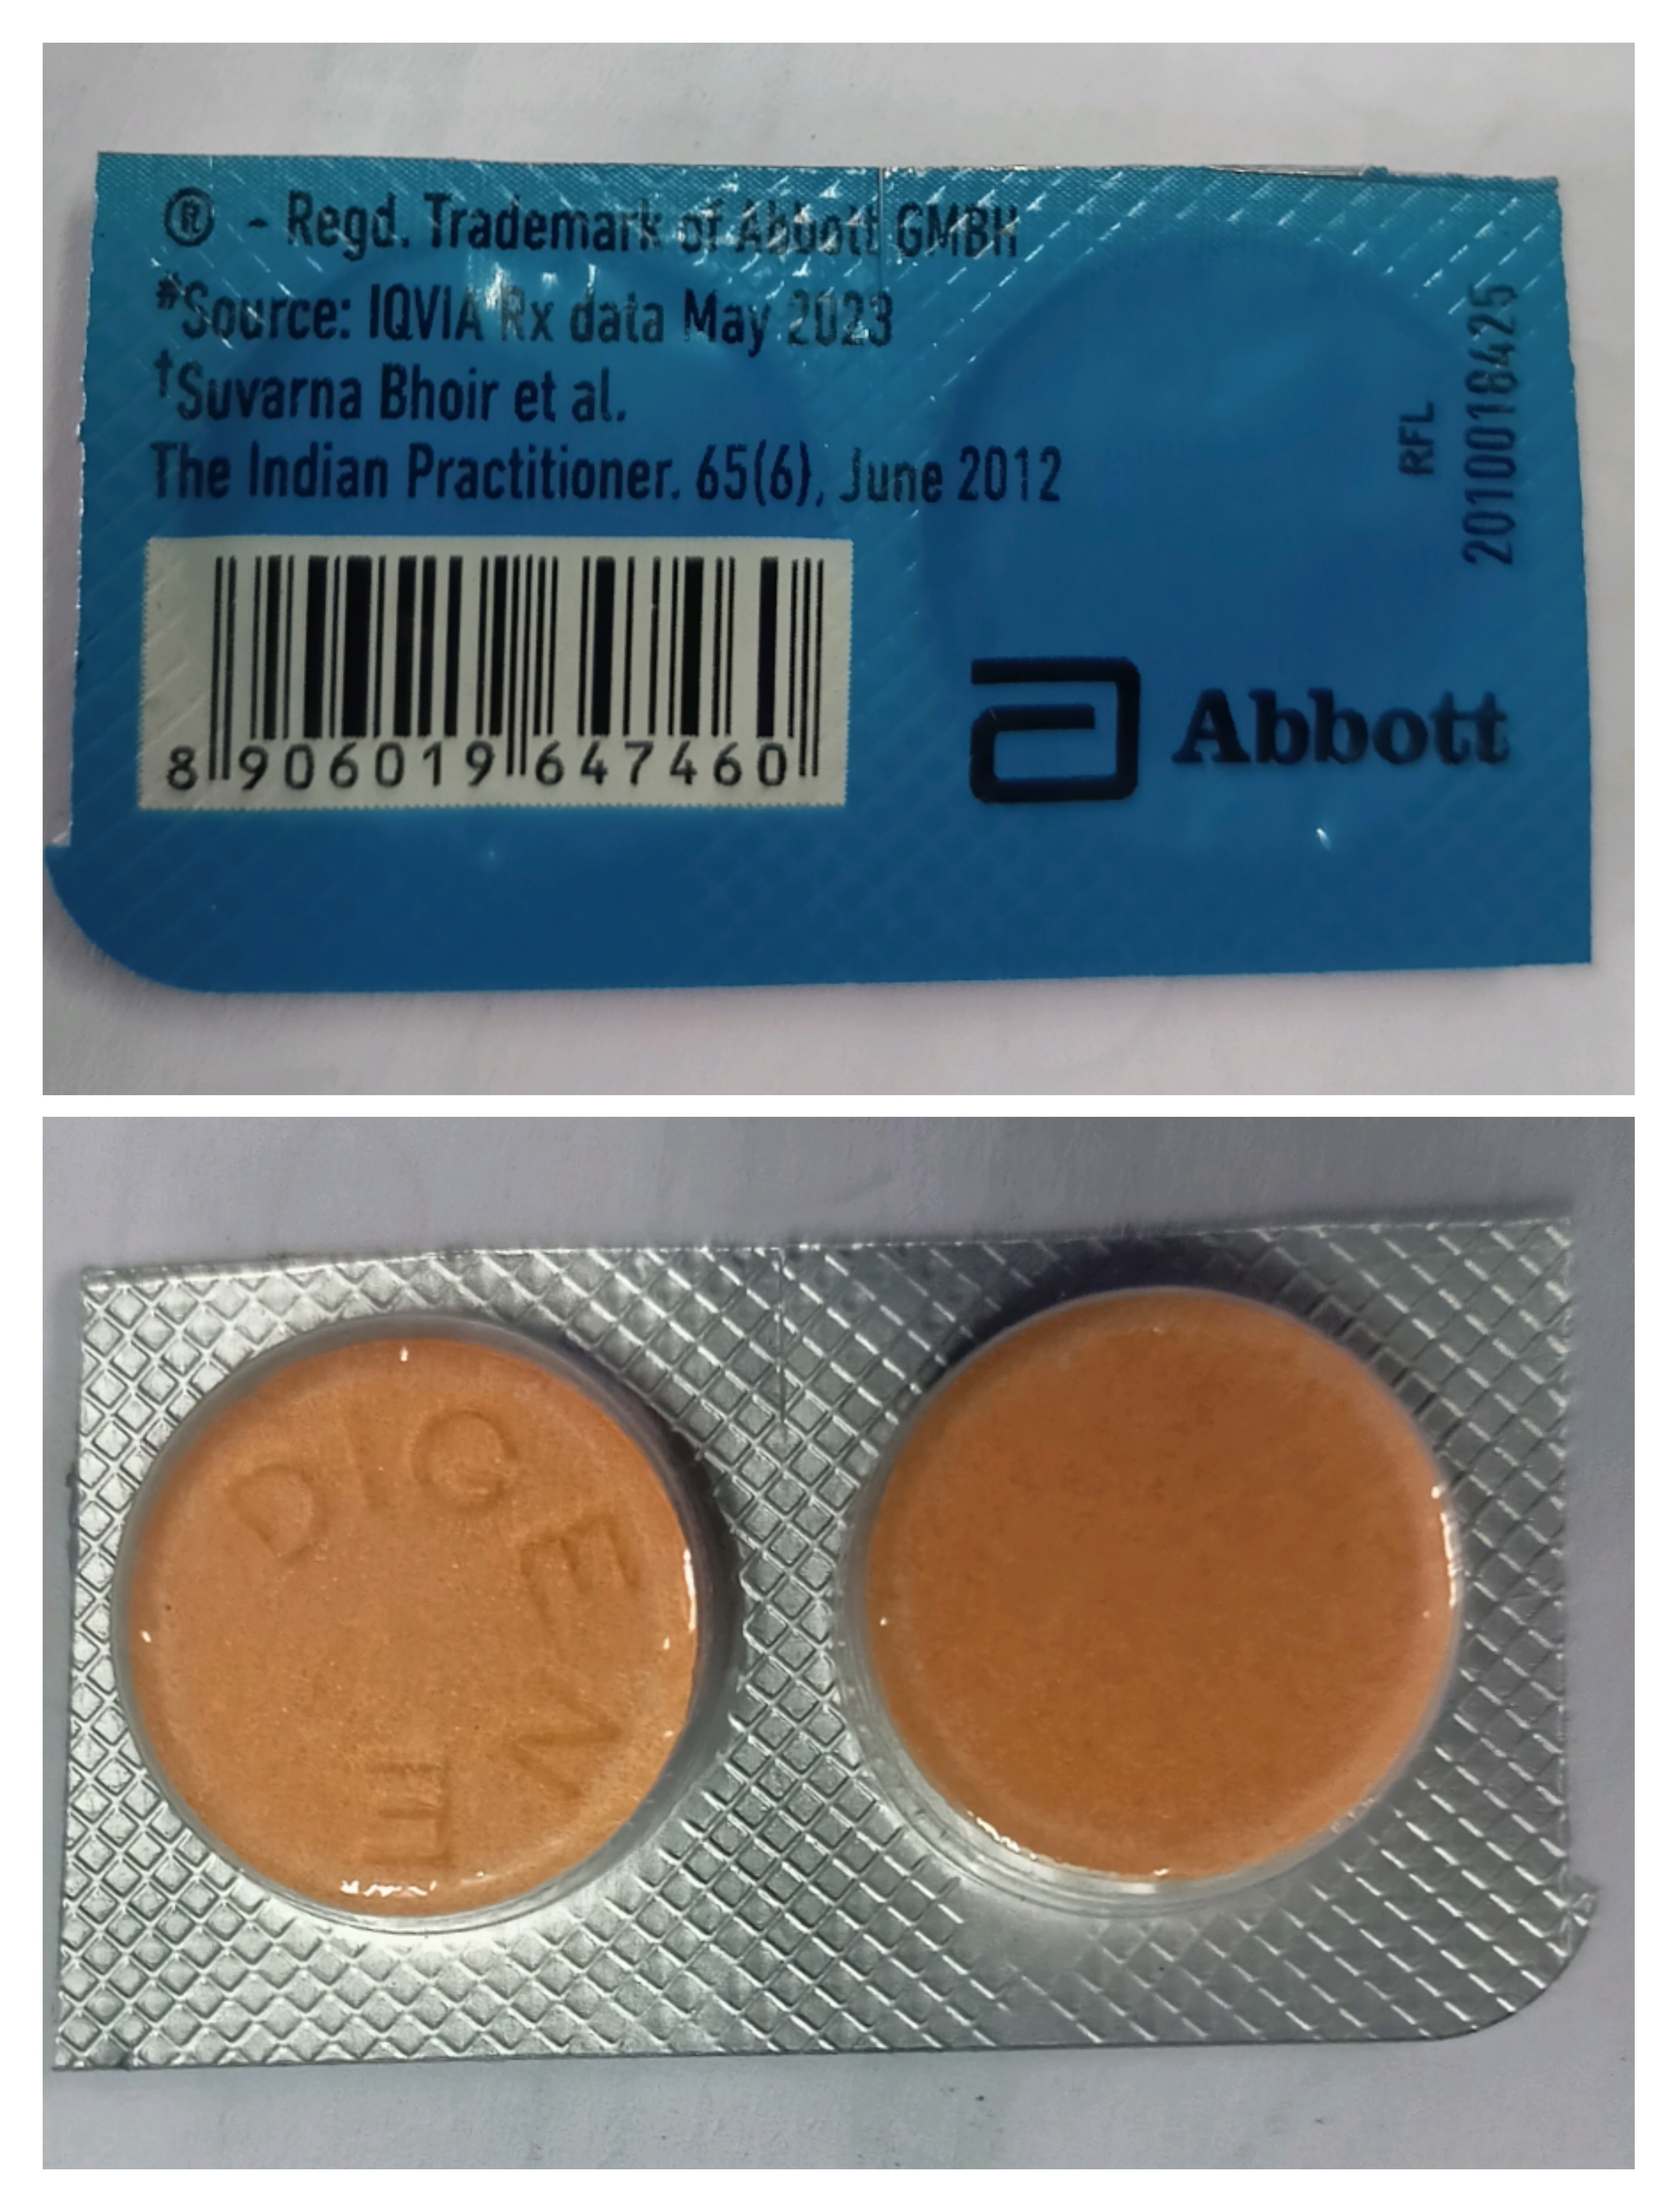 ® - Regd. Trademark of Abbott GMBH
#Source: IQVIA Rx data May 2023
†Suvarna Bhoir et al.
The Indian Practitioner. 65(6), June 2012
8 906019 647460
a Abbott
RFL
2010018425
DIGENE